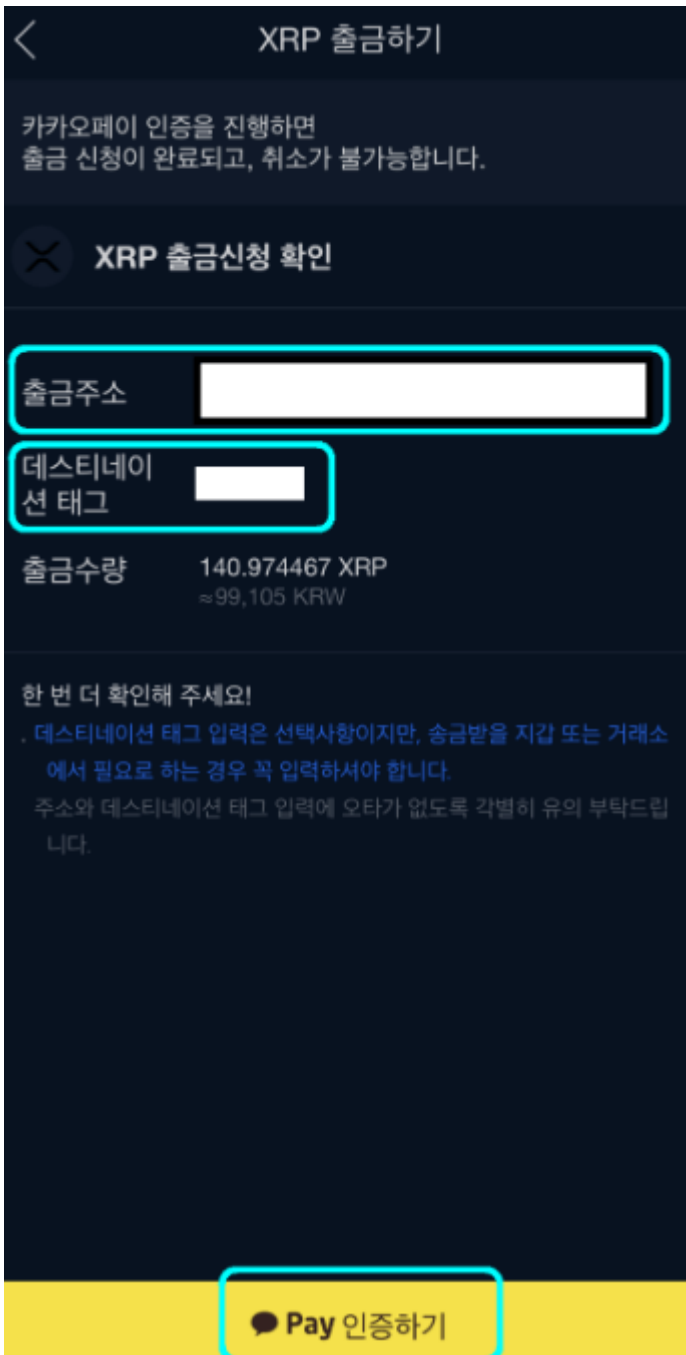 XRP 출금하기
카카오페이 인증을 진행하면
출금 신청이 완료되고, 취소가 불가능합니다.
XRP 출금신청 확인
출금주소
데스티네이
션 태그
출금수량 140.974467 XRP
≈99,105 KRW
한 번 더 확인해 주세요!
. 데스티네이션 태그 입력은 선택사항이지만, 송금받을 지갑 또는 거래소
에서 필요로 하는 경우 꼭 입력하셔야 합니다.
주소와 데스티네이션 태그 입력에 오타가 없도록 각별히 유의 부탁드립
니다.
Pay 인증하기